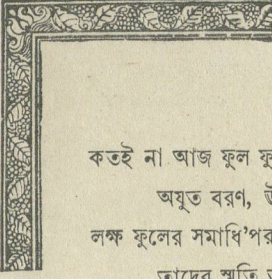 কতই না আজ ফুল
অযুত বরণ,
লক্ষ ফুলের সমাধি'পর
তাদের স্মৃতি